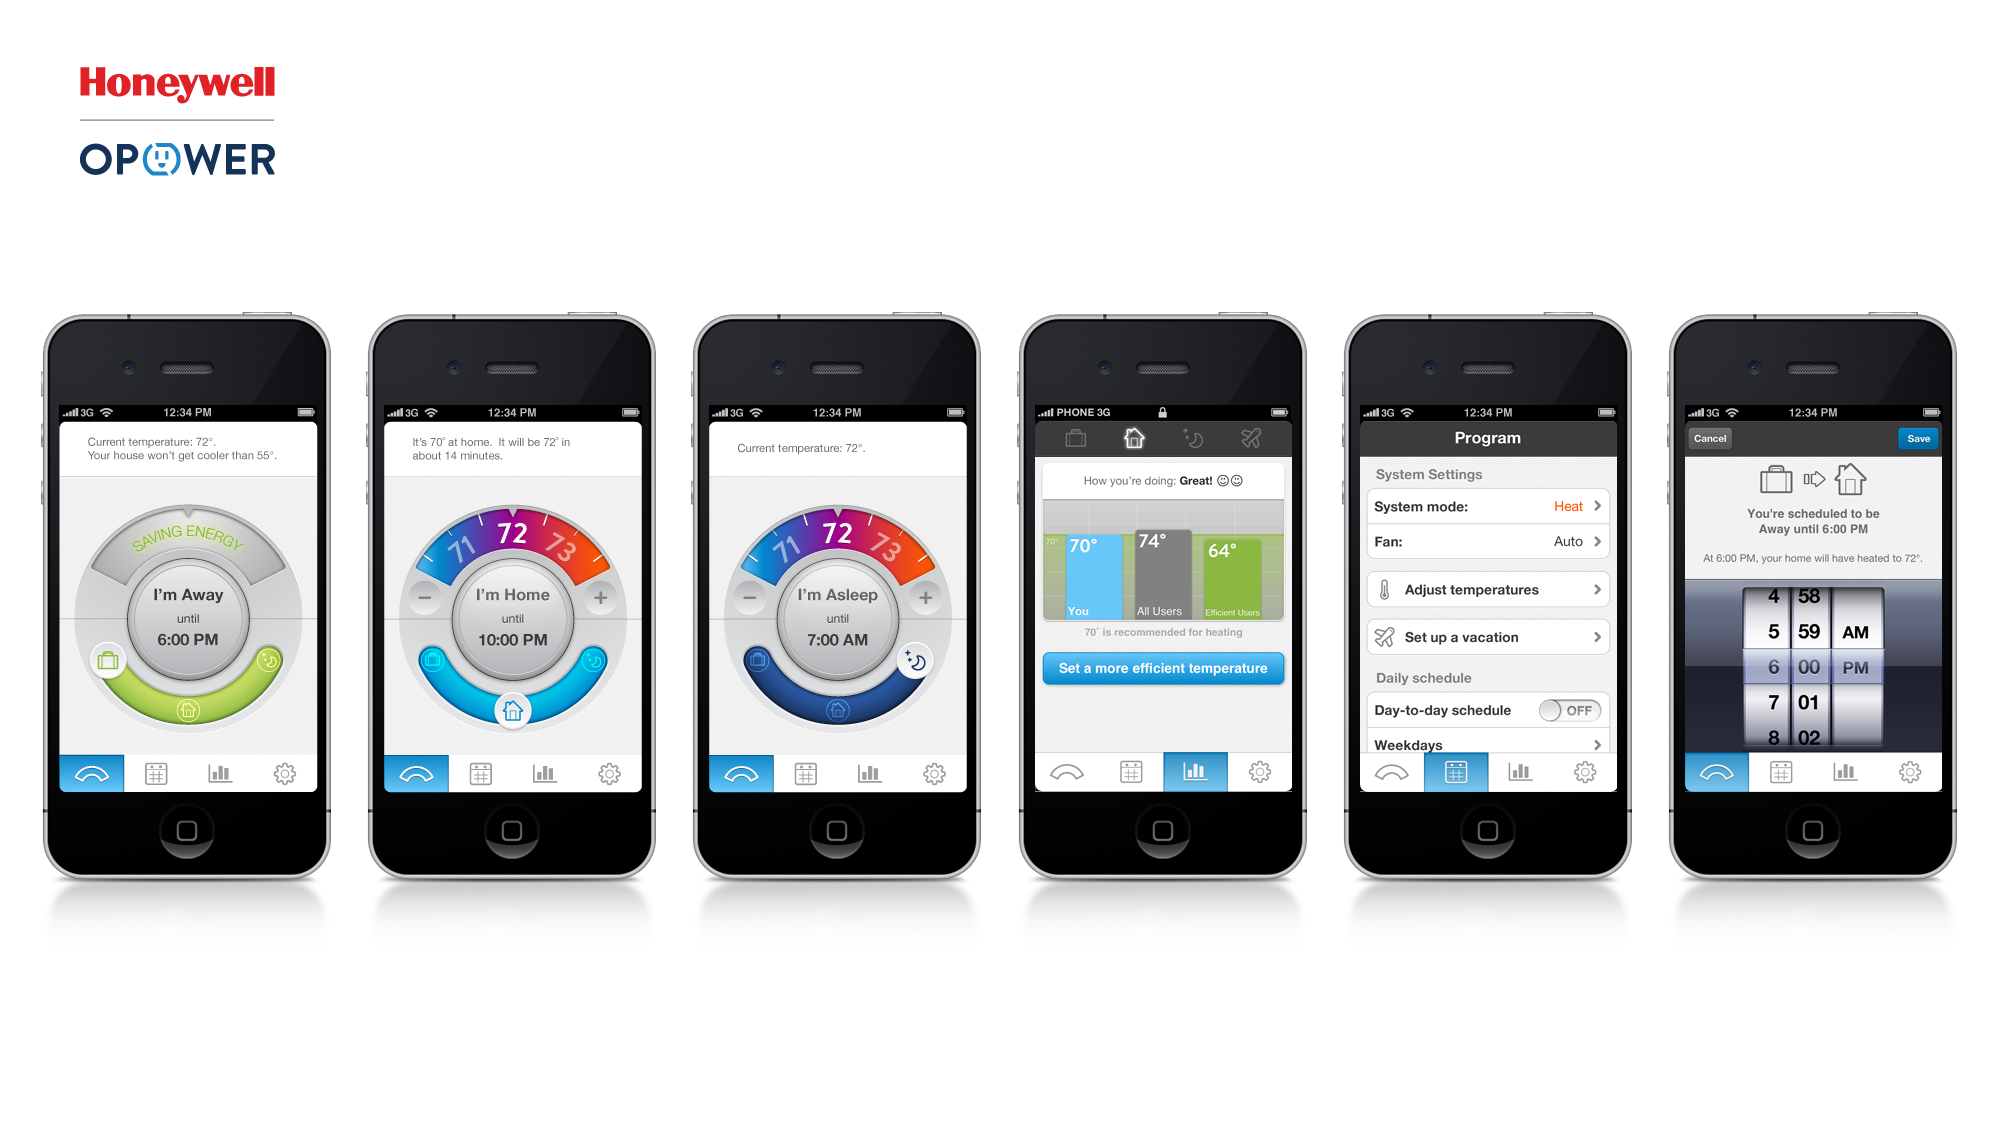 Honeywell
OPOWER
3G 12:34 PM
Current temperature: 72°.
Your house won't get cooler than 55°.
SAVING ENERGY
I'm Away
until
6:00 PM
3G 12:34 PM
It's 70° at home. It will be 72° in
about 14 minutes.
71 72 73
I'm Home
until
10:00 PM
3G 12:34 PM
Current temperature: 72°.
71 72 73
I'm Asleep
until
7:00 AM
PHONE 3G
How you're doing: Great!
70°
70° 74° 64°
You All Users Efficient Users
70° is recommended for heating
Set a more efficient temperature
3G 12:34 PM
Program
System Settings
System mode: Heat
Fan: Auto
Adjust temperatures
Set up a vacation
Daily schedule
Day-to-day schedule OFF
Weekdays
3G 12:34 PM
Cancel Save
You're scheduled to be
Away until 6:00 PM
At 6:00 PM, your home will have heated to 72°.
4 58
5 59 AM
6 00 PM
7 01
8 02